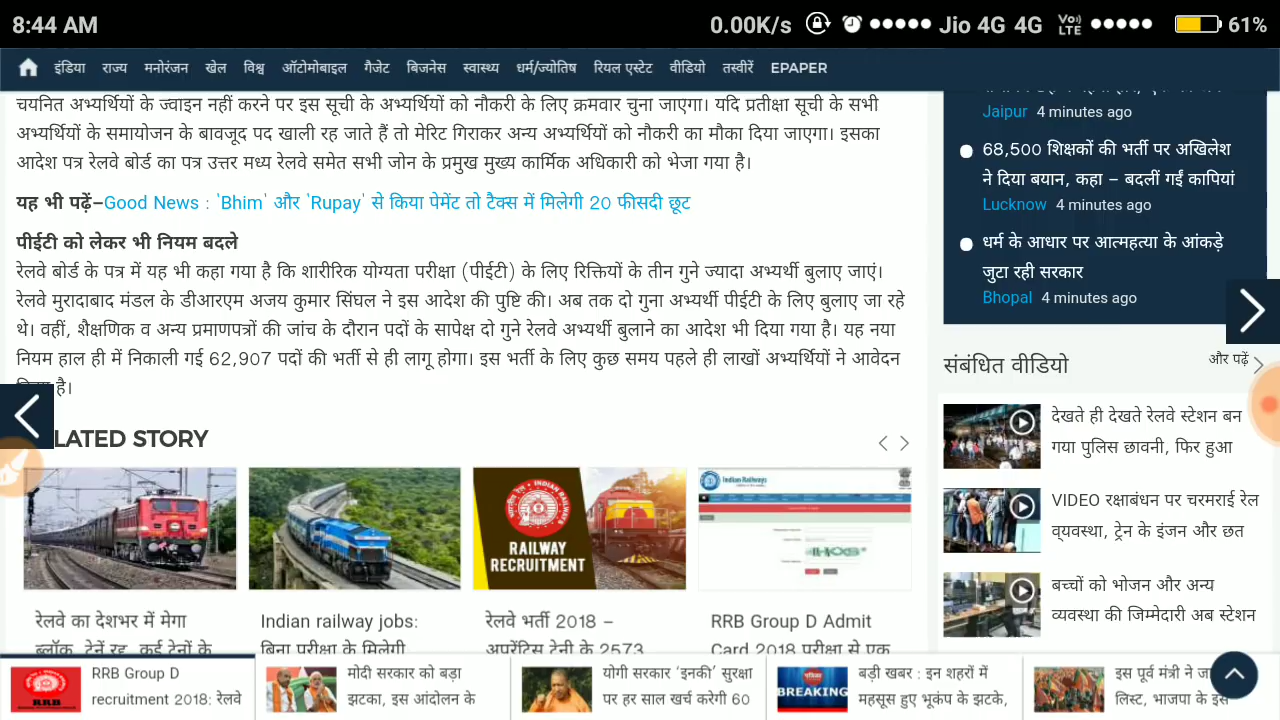 8:44 AM
0.00K/s Jio 4G 4G VoLTE 61%
इंडिया राज्य मनोरंजन खेल विश्व ऑटोमोबाइल गैजेट बिजनेस स्वास्थ्य धर्म/ज्योतिष रियल एस्टेट वीडियो तस्वीरें EPAPER
चयनित अभ्यर्थियों के ज्वाइन नहीं करने पर इस सूची के अभ्यर्थियों को नौकरी के लिए क्रमवार चुना जाएगा। यदि प्रतीक्षा सूची के सभी
अभ्यर्थियों के समायोजन के बावजूद पद खाली रह जाते हैं तो मेरिट गिराकर अन्य अभ्यर्थियों को नौकरी का मौका दिया जाएगा। इसका
आदेश पत्र रेलवे बोर्ड का पत्र उत्तर मध्य रेलवे समेत सभी जोन के प्रमुख मुख्य कार्मिक अधिकारी को भेजा गया है।
यह भी पढ़ें–Good News : 'Bhim' और 'Rupay' से किया पेमेंट तो टैक्स में मिलेगी 20 फीसदी छूट
पीईटी को लेकर भी नियम बदले
रेलवे बोर्ड के पत्र में यह भी कहा गया है कि शारीरिक योग्यता परीक्षा (पीईटी) के लिए रिक्तियों के तीन गुने ज्यादा अभ्यर्थी बुलाए जाएं।
रेलवे मुरादाबाद मंडल के डीआरएम अजय कुमार सिंघल ने इस आदेश की पुष्टि की। अब तक दो गुना अभ्यर्थी पीईटी के लिए बुलाए जा रहे
थे। वहीं, शैक्षणिक व अन्य प्रमाणपत्रों की जांच के दौरान पदों के सापेक्ष दो गुने रेलवे अभ्यर्थी बुलाने का आदेश भी दिया गया है। यह नया
नियम हाल ही में निकाली गई 62,907 पदों की भर्ती से ही लागू होगा। इस भर्ती के लिए कुछ समय पहले ही लाखों अभ्यर्थियों ने आवेदन
है।
LATED STORY
RAILWAY
RECRUITMENT
Indian Railways
रेलवे का देशभर में मेगा
ब्लॉक, ट्रेनें रद्द, कई ट्रेनों के
Indian railway jobs:
बिना परीक्षा के मिलेगी
रेलवे भर्ती 2018 –
अप्रेंटिस ट्रेनी के 2573
RRB Group D Admit
Card 2018 परीक्षा से एक
Jaipur 4 minutes ago
68,500 शिक्षकों की भर्ती पर अखिलेश
ने दिया बयान, कहा – बदलीं गईं कापियां
Lucknow 4 minutes ago
धर्म के आधार पर आत्महत्या के आंकड़े
जुटा रही सरकार
Bhopal 4 minutes ago
संबंधित वीडियो
और पढ़ें
देखते ही देखते रेलवे स्टेशन बन
गया पुलिस छावनी, फिर हुआ
VIDEO रक्षाबंधन पर चरमराई रेल
व्यवस्था, ट्रेन के इंजन और छत
बच्चों को भोजन और अन्य
व्यवस्था की जिम्मेदारी अब स्टेशन
RRB
RRB Group D
recruitment 2018: रेलवे
मोदी सरकार को बड़ा
झटका, इस आंदोलन के
योगी सरकार ‘इनकी’ सुरक्षा
पर हर साल खर्च करेगी 60
BREAKING
बड़ी खबर : इन शहरों में
महसूस हुए भूकंप के झटके,
इस पूर्व मंत्री ने
लिस्ट, भाजपा के इस